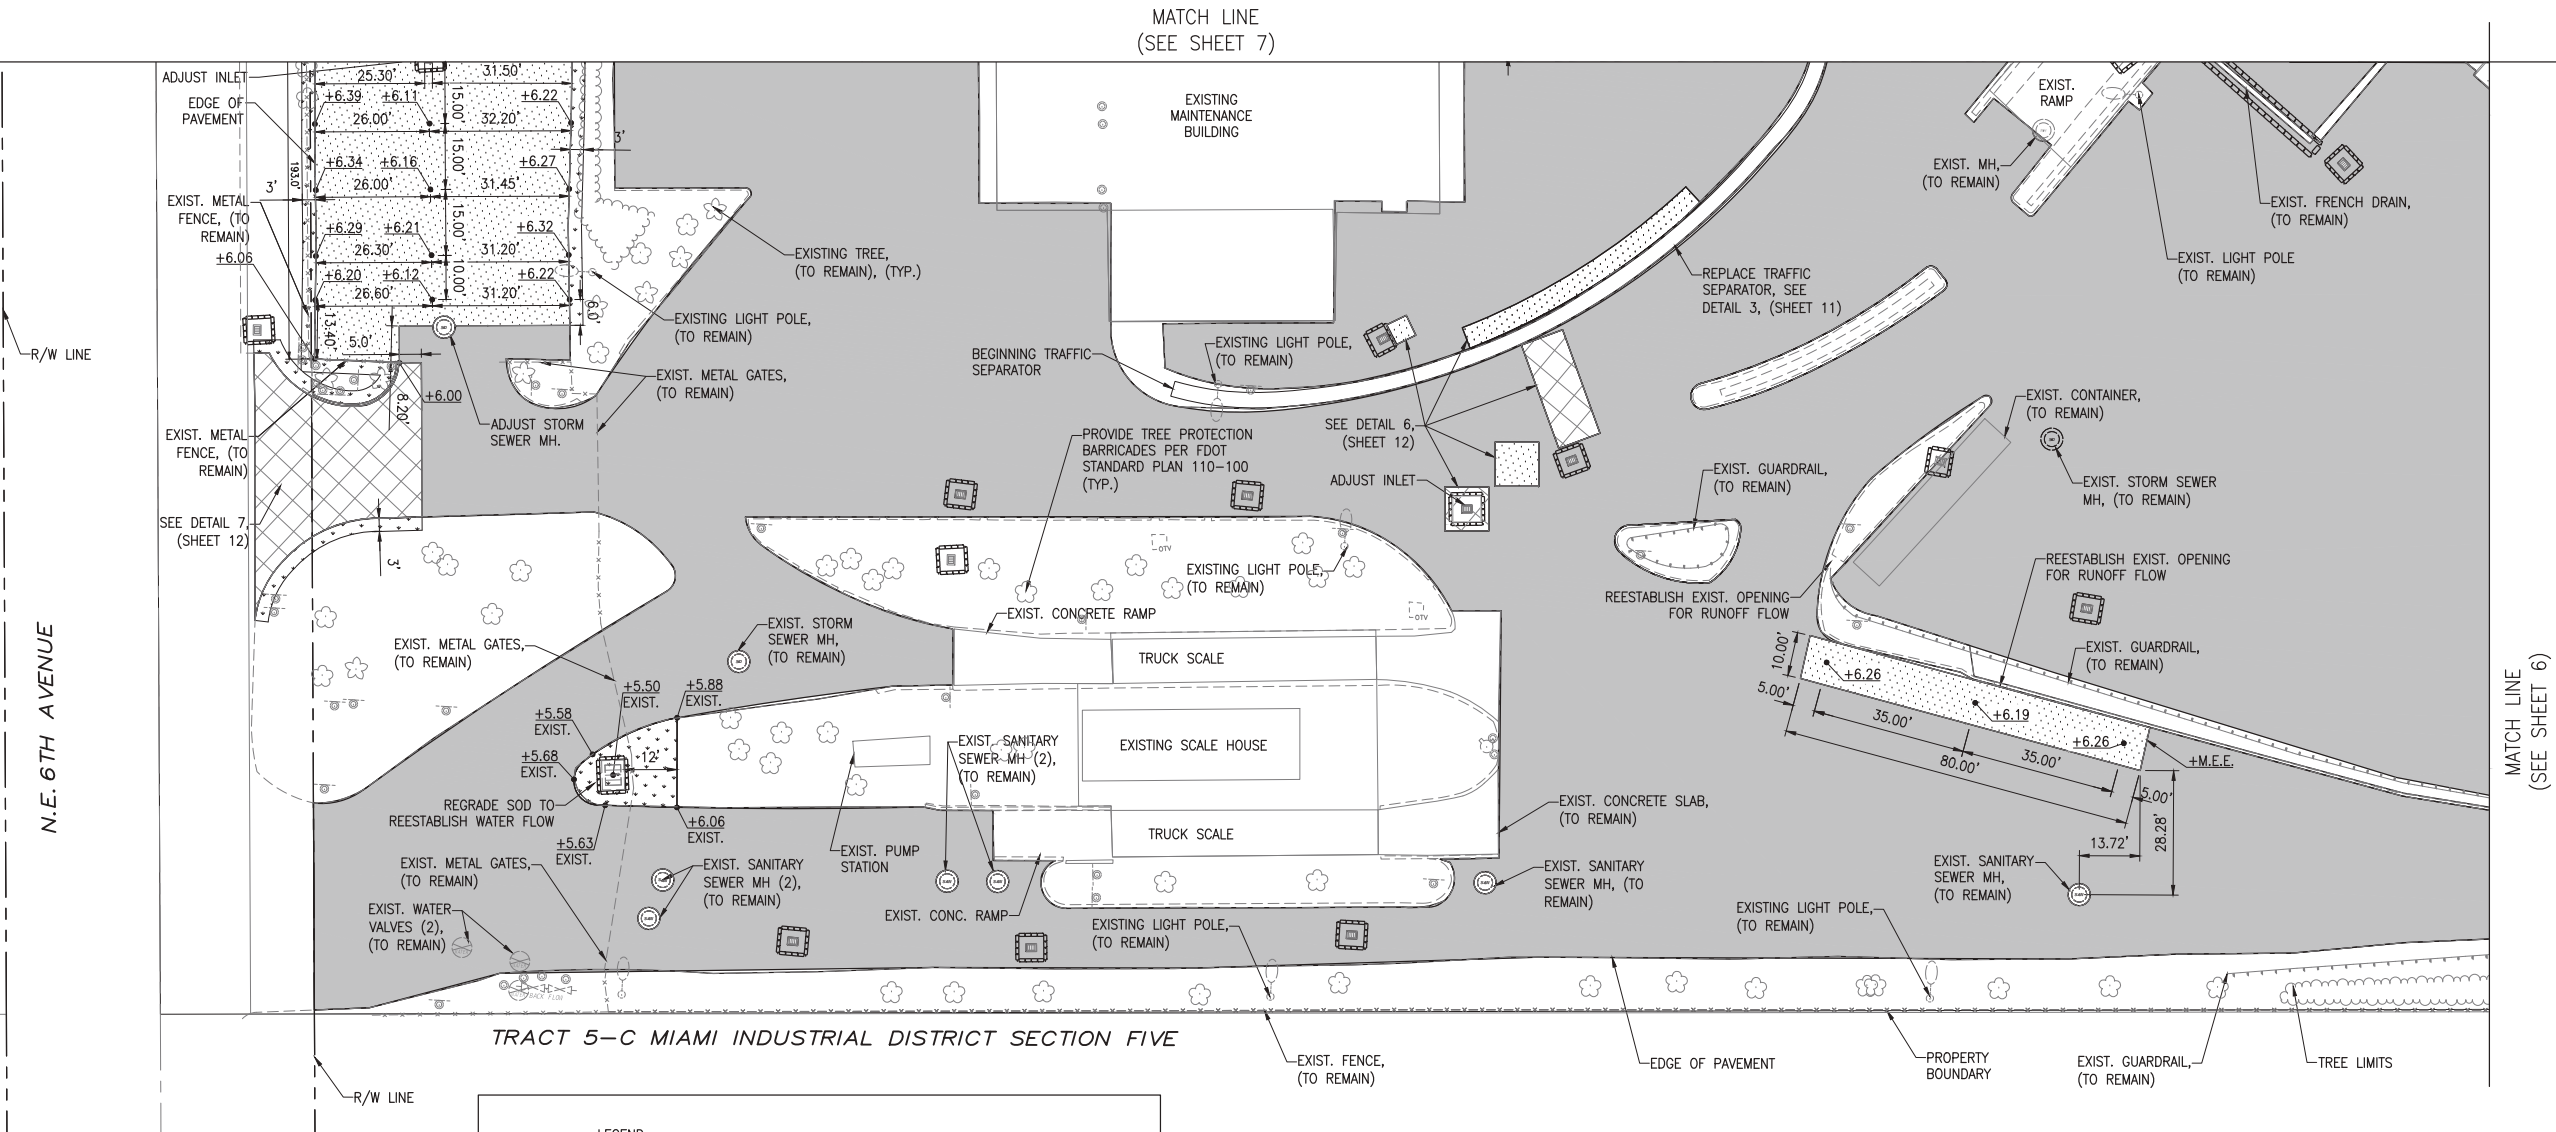 MATCH LINE
(SEE SHEET 7)
ADJUST INLET
EDGE OF
PAVEMENT
25.30'
31.50'
+6.39
+6.11
+6.22
26.00'
32.20'
15.00'
3'
+6.34
+6.16
+6.27
26.00'
31.45'
15.00'
193.0'
3'
EXIST. METAL
FENCE, (TO
REMAIN)
+6.06
+6.29
+6.21
+6.32
26.30'
31.20'
15.00'
+6.20
+6.12
+6.22
26.60'
31.20'
10.00'
6.0'
13.40'
5.0'
8.20'
+6.00
R/W LINE
EXISTING TREE,
(TO REMAIN), (TYP.)
EXISTING LIGHT POLE,
(TO REMAIN)
EXIST. METAL GATES,
(TO REMAIN)
ADJUST STORM
SEWER MH.
EXIST. METAL
FENCE, (TO
REMAIN)
SEE DETAIL 7,
(SHEET 12)
3'
EXISTING
MAINTENANCE
BUILDING
BEGINNING TRAFFIC
SEPARATOR
EXISTING LIGHT POLE,
(TO REMAIN)
PROVIDE TREE PROTECTION
BARRICADES PER FDOT
STANDARD PLAN 110-100
(TYP.)
SEE DETAIL 6,
(SHEET 12)
ADJUST INLET
REPLACE TRAFFIC
SEPARATOR, SEE
DETAIL 3, (SHEET 11)
EXIST.
RAMP
EXIST. MH,
(TO REMAIN)
EXIST. FRENCH DRAIN,
(TO REMAIN)
EXIST. LIGHT POLE
(TO REMAIN)
EXIST. CONTAINER,
(TO REMAIN)
EXIST. STORM SEWER
MH, (TO REMAIN)
EXIST. GUARDRAIL,
(TO REMAIN)
REESTABLISH EXIST. OPENING
FOR RUNOFF FLOW
REESTABLISH EXIST. OPENING
FOR RUNOFF FLOW
EXIST. GUARDRAIL,
(TO REMAIN)
10.00'
5.00'
+6.26
+6.19
+6.26
35.00'
35.00'
80.00'
5.00'
+M.E.E.
28.28'
13.72'
EXIST. SANITARY
SEWER MH,
(TO REMAIN)
EXISTING LIGHT POLE,
(TO REMAIN)
OTV
OTV
EXISTING LIGHT POLE,
(TO REMAIN)
EXIST. CONCRETE RAMP
EXIST. STORM
SEWER MH,
(TO REMAIN)
TRUCK SCALE
EXISTING SCALE HOUSE
TRUCK SCALE
EXIST. METAL GATES,
(TO REMAIN)
+5.50
EXIST.
+5.88
EXIST.
+5.58
EXIST.
+5.68
EXIST.
12'
REGRADE SOD TO
REESTABLISH WATER FLOW
+5.63
EXIST.
+6.06
EXIST.
EXIST. SANITARY
SEWER MH (2),
(TO REMAIN)
EXIST. PUMP
STATION
EXIST. CONCRETE SLAB,
(TO REMAIN)
EXIST. SANITARY
SEWER MH, (TO
REMAIN)
EXIST. METAL GATES,
(TO REMAIN)
EXIST. SANITARY
SEWER MH (2),
(TO REMAIN)
EXIST. CONC. RAMP
EXIST. WATER
VALVES (2),
(TO REMAIN)
BACK FLOW
EXISTING LIGHT POLE,
(TO REMAIN)
N.E. 6TH AVENUE
MATCH LINE
(SEE SHEET 6)
TRACT 5-C MIAMI INDUSTRIAL DISTRICT SECTION FIVE
EXIST. FENCE,
(TO REMAIN)
EDGE OF PAVEMENT
PROPERTY
BOUNDARY
EXIST. GUARDRAIL,
(TO REMAIN)
TREE LIMITS
R/W LINE
LEGEND